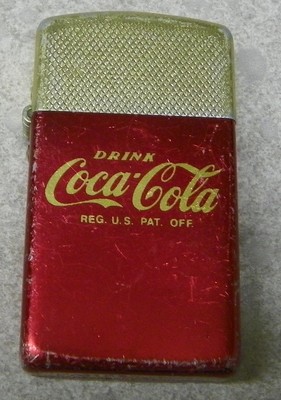 DRINK
Coca-Cola
REG. U.S. PAT. OFF.